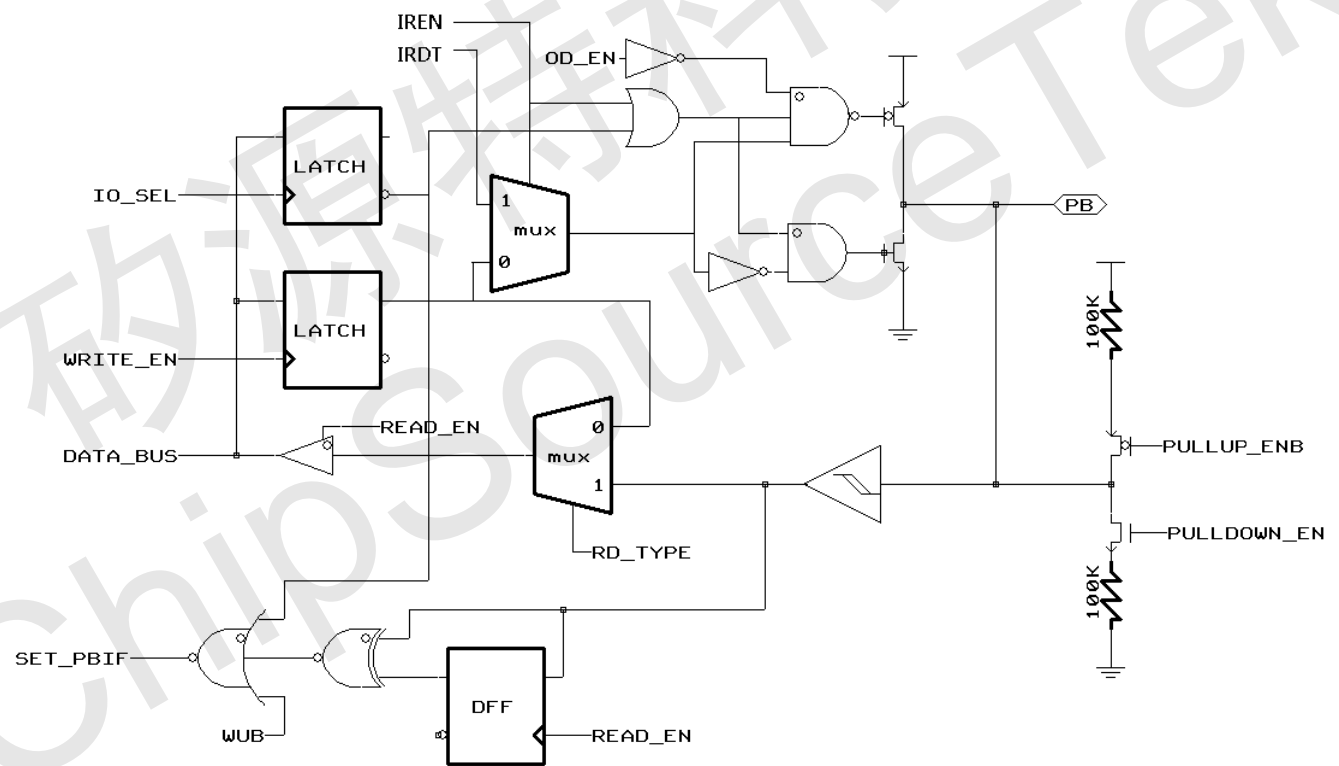 IREN
IRDT
OD_EN
LATCH
IO_SEL
1
mux
0
PB
LATCH
WRITE_EN
100K
READ_EN
0
DATA_BUS
mux
1
PULLUP_ENB
RD_TYPE
PULLDOWN_EN
100K
SET_PBIF
DFF
WUB
READ_EN
矽源特科
ChipSourceTek